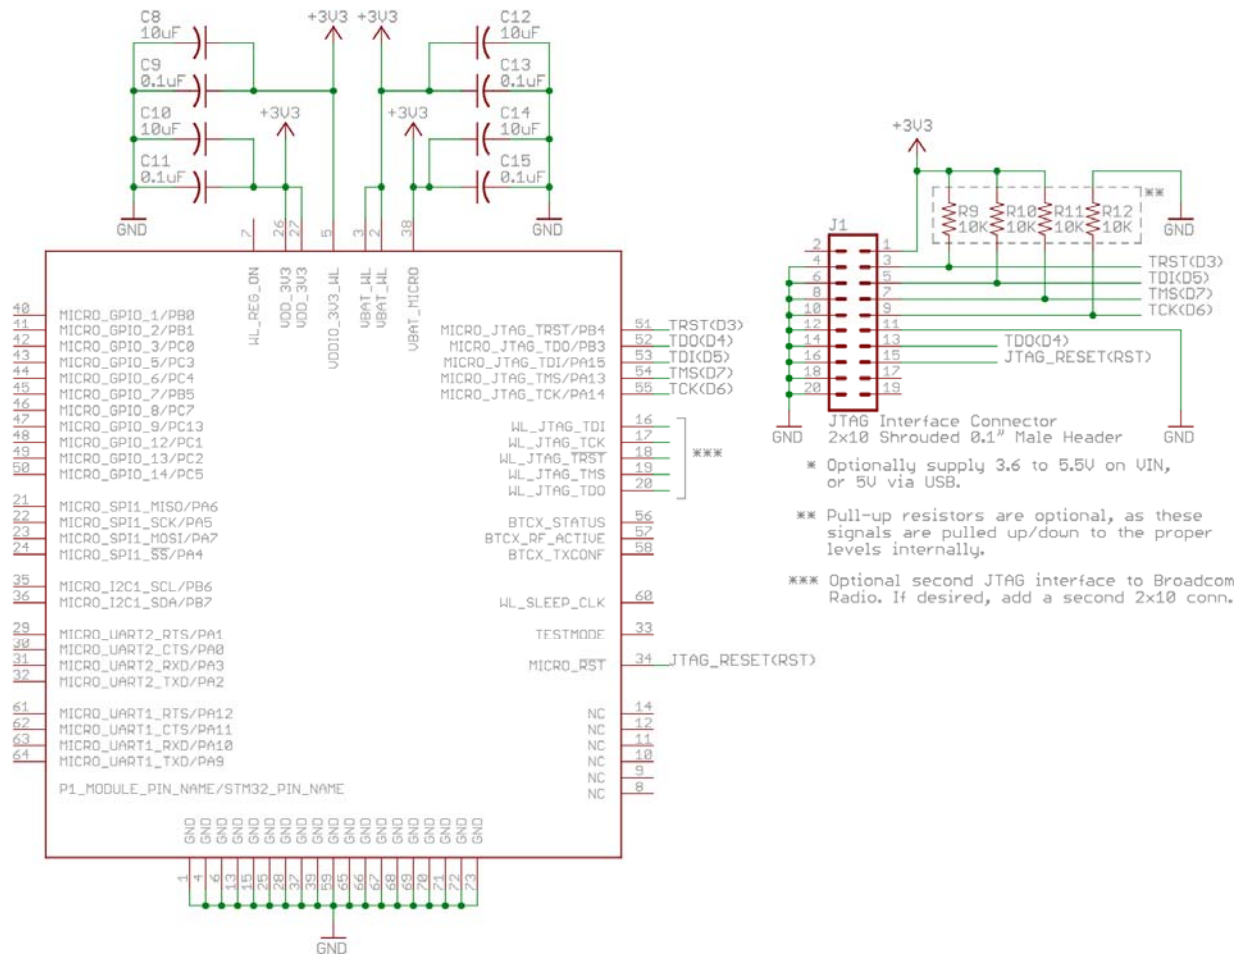 C8
10uF
C9
0.1uF
C10
10uF
C11
0.1uF
+3V3
+3V3
+3V3
+3V3
C12
10uF
C13
0.1uF
C14
10uF
C15
0.1uF
GND
GND
7
26
27
5
3
2
38
WL_REG_ON
VDD_3V3
VDD_3V3
VDDIO_3V3_WL
VBAT_WL
VBAT_WL
VBAT_MICRO
40 MICRO_GPIO_1/PB0
41 MICRO_GPIO_2/PB1
42 MICRO_GPIO_3/PC0
43 MICRO_GPIO_5/PC3
44 MICRO_GPIO_6/PC4
45 MICRO_GPIO_7/PB5
46 MICRO_GPIO_8/PC7
47 MICRO_GPIO_9/PC13
48 MICRO_GPIO_12/PC1
49 MICRO_GPIO_13/PC2
50 MICRO_GPIO_14/PC5
21 MICRO_SPI1_MISO/PA6
22 MICRO_SPI1_SCK/PA5
23 MICRO_SPI1_MOSI/PA7
24 MICRO_SPI1_SS/PA4
35 MICRO_I2C1_SCL/PB6
36 MICRO_I2C1_SDA/PB7
29 MICRO_UART2_RTS/PA1
30 MICRO_UART2_CTS/PA0
31 MICRO_UART2_RXD/PA3
32 MICRO_UART2_TXD/PA2
61 MICRO_UART1_RTS/PA12
62 MICRO_UART1_CTS/PA11
63 MICRO_UART1_RXD/PA10
64 MICRO_UART1_TXD/PA9
P1_MODULE_PIN_NAME/STM32_PIN_NAME
MICRO_JTAG_TRST/PB4 51 TRST(D3)
MICRO_JTAG_TDO/PB3 52 TDO(D4)
MICRO_JTAG_TDI/PA15 53 TDI(D5)
MICRO_JTAG_TMS/PA13 54 TMS(D7)
MICRO_JTAG_TCK/PA14 55 TCK(D6)
WL_JTAG_TDI 16
WL_JTAG_TCK 17
WL_JTAG_TRST 18 ***
WL_JTAG_TMS 19
WL_JTAG_TDO 20
BTCX_STATUS 56
BTCX_RF_ACTIVE 57
BTCX_TXCONF 58
WL_SLEEP_CLK 60
TESTMODE 33
MICRO_RST 34 JTAG_RESET(RST)
NC 14
NC 12
NC 11
NC 10
NC 9
NC 8
GND GND GND GND GND GND GND GND GND GND GND GND GND GND GND GND GND GND GND
1 4 6 13 15 25 28 37 39 59 65 66 67 68 69 70 71 72 73
GND
+3V3
**
R9
10K
R10
10K
R11
10K
R12
10K
GND
J1
2 1
4 3 TRST(D3)
6 5 TDI(D5)
8 7 TMS(D7)
10 9 TCK(D6)
12 11
14 13 TDO(D4)
16 15 JTAG_RESET(RST)
18 17
20 19
GND
GND
JTAG Interface Connector
2x10 Shrouded 0.1" Male Header
* Optionally supply 3.6 to 5.5V on VIN,
or 5V via USB.
** Pull-up resistors are optional, as these
signals are pulled up/down to the proper
levels internally.
*** Optional second JTAG interface to Broadcom
Radio. If desired, add a second 2x10 conn.